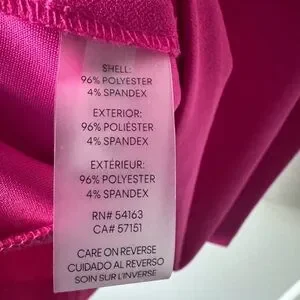 SHELL:
96% POLYESTER
4% SPANDEX
EXTERIOR:
96% POLIÉSTER
4% SPANDEX
EXTÉRIEUR:
96% POLYESTER
4% SPANDEX
RN# 54163
CA# 57151
CARE ON REVERSE
CUIDADO AL REVERSO
SOIN SUR L'INVERSE